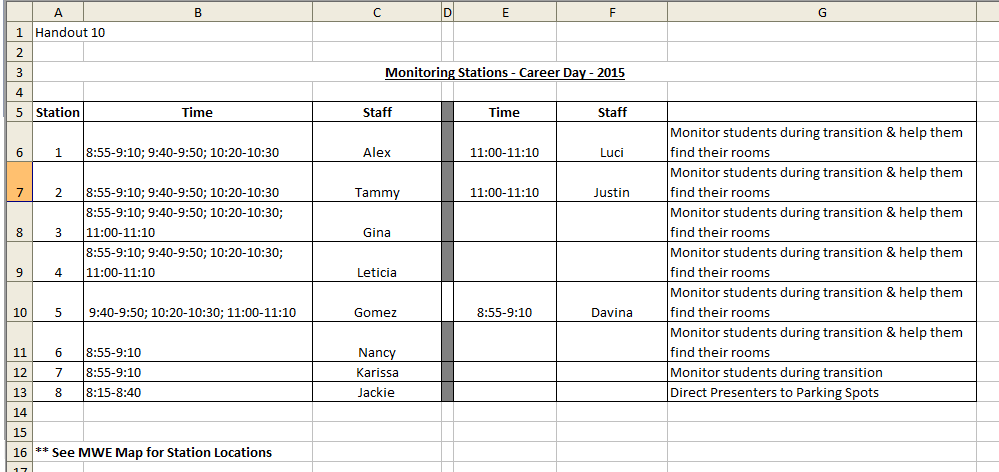 A B C D E F G
1 Handout 10
2
3 Monitoring Stations - Career Day - 2015
4
5 Station Time Staff Time Staff
Monitor students during transition & help them
6 1 8:55-9:10; 9:40-9:50; 10:20-10:30 Alex 11:00-11:10 Luci find their rooms
Monitor students during transition & help them
7 2 8:55-9:10; 9:40-9:50; 10:20-10:30 Tammy 11:00-11:10 Justin find their rooms
8:55-9:10; 9:40-9:50; 10:20-10:30; Monitor students during transition & help them
8 3 11:00-11:10 Gina find their rooms
8:55-9:10; 9:40-9:50; 10:20-10:30; Monitor students during transition & help them
9 4 11:00-11:10 Leticia find their rooms
Monitor students during transition & help them
10 5 9:40-9:50; 10:20-10:30; 11:00-11:10 Gomez 8:55-9:10 Davina find their rooms
Monitor students during transition & help them
11 6 8:55-9:10 Nancy find their rooms
12 7 8:55-9:10 Karissa Monitor students during transition
13 8 8:15-8:40 Jackie Direct Presenters to Parking Spots
14
15
16 ** See MWE Map for Station Locations
17